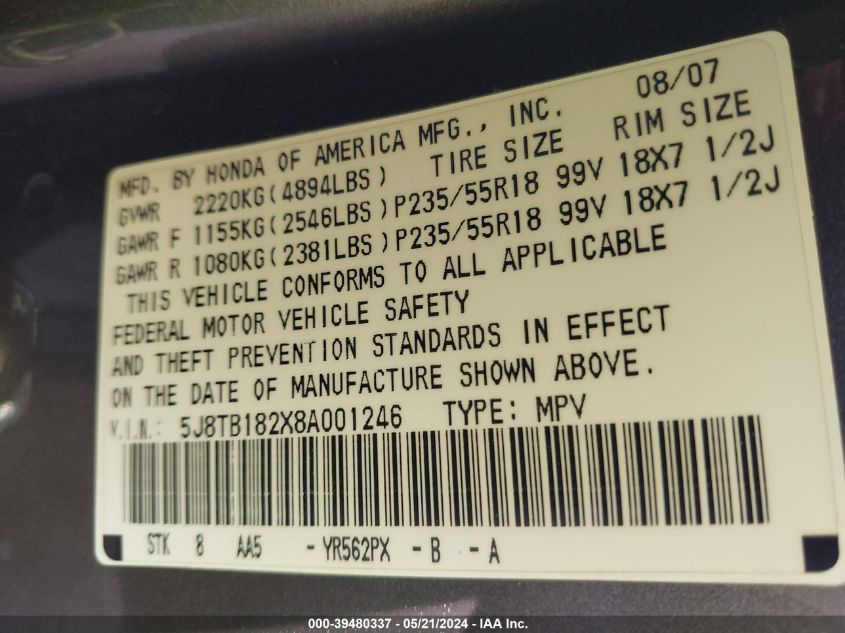 MFD. BY HONDA OF AMERICA MFG., INC. 08/07
GVWR 2220KG(4894LBS) TIRE SIZE RIM SIZE
GAWR F 1155KG(2546LBS)P235/55R18 99V 18X7 1/2J
GAWR R 1080KG(2381LBS)P235/55R18 99V 18X7 1/2J
THIS VEHICLE CONFORMS TO ALL APPLICABLE
FEDERAL MOTOR VEHICLE SAFETY
AND THEFT PREVENTION STANDARDS IN EFFECT
ON THE DATE OF MANUFACTURE SHOWN ABOVE.
V.I.N.: 5J8TB182X8A001246 TYPE: MPV
STK 8 AA5 -YR562PX -B -A
000-39480337 - 05/21/2024 - IAA Inc.